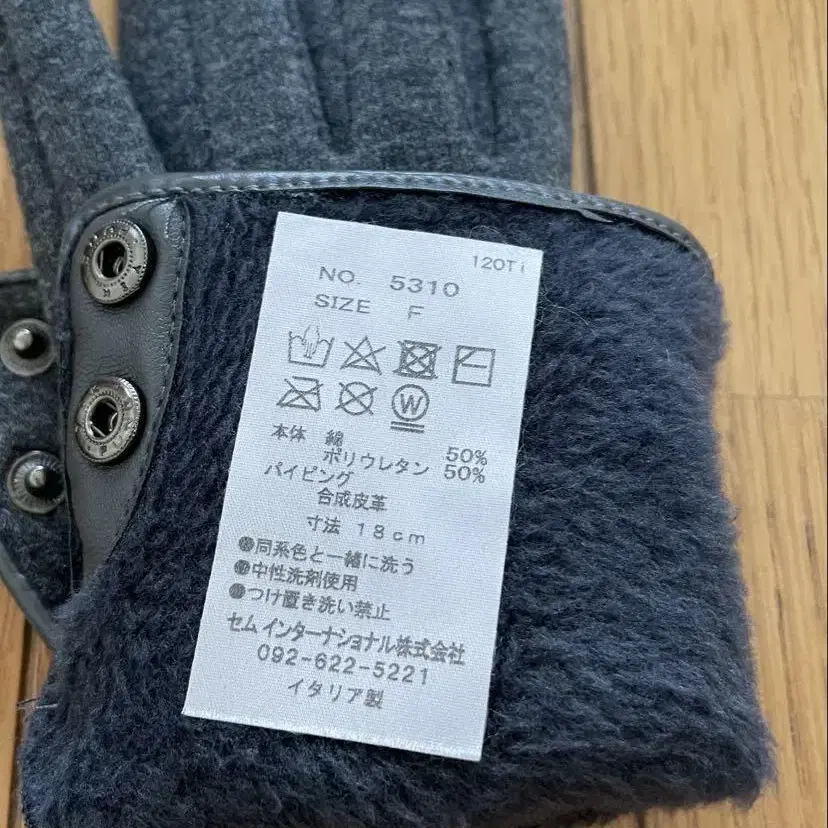 120Ti
NO. 5310
SIZE F
W
本体 綿 50%
ポリウレタン 50%
パイピング
合成皮革
寸法 18cm
●同系色と一緒に洗う
●中性洗剤使用
●つけ置き洗い禁止
セムインターナショナル株式会社
092-622-5221
イタリア製